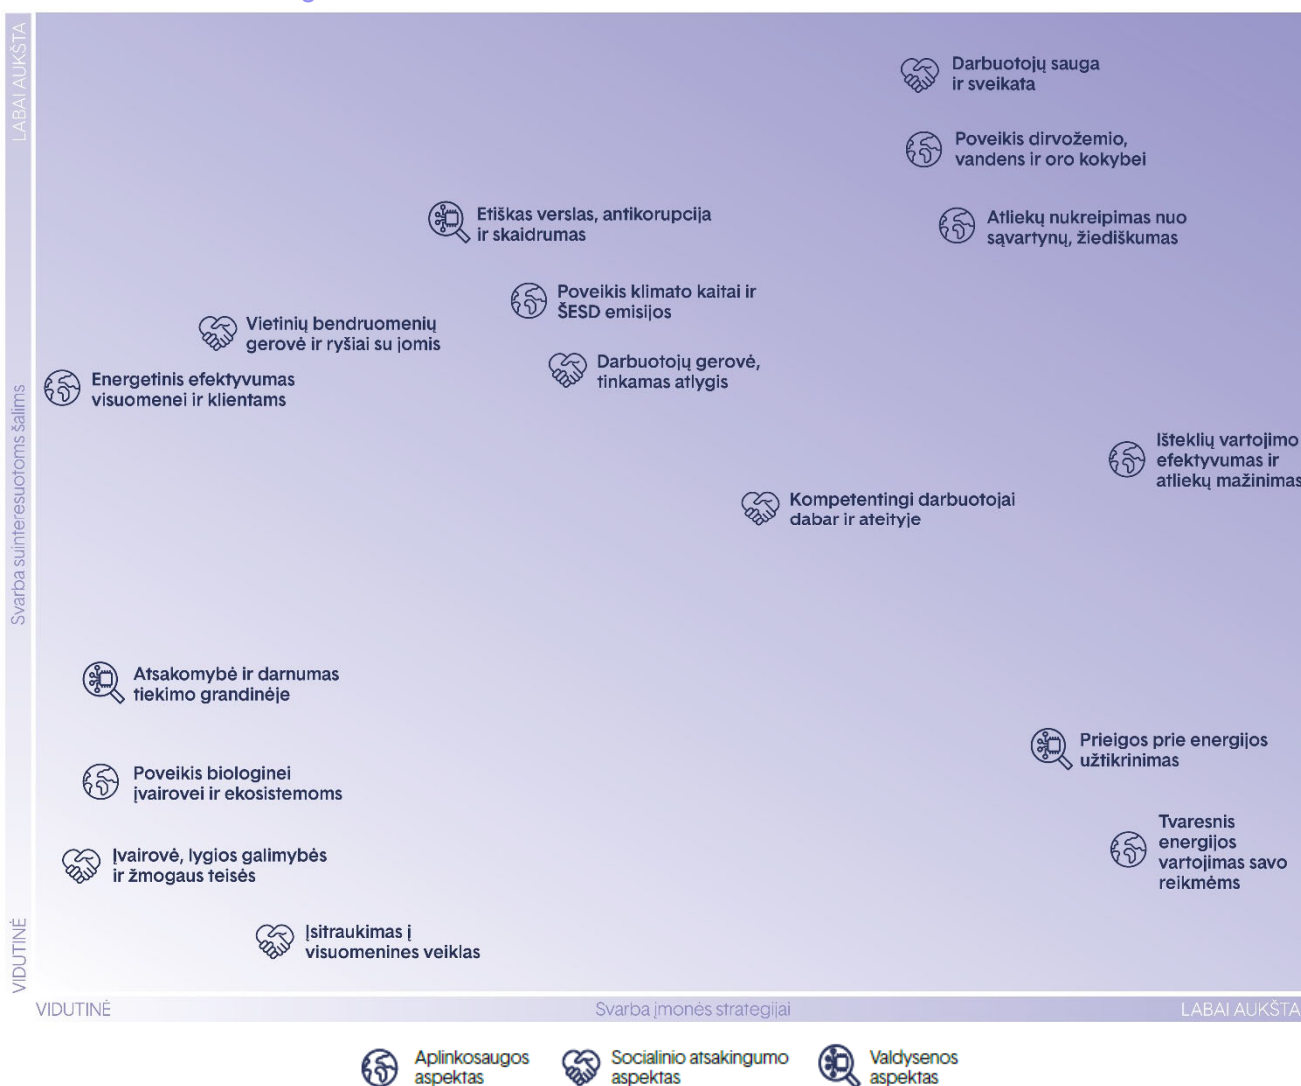 LABAI AUKŠTA
Svarba suinteresuotoms šalims
VIDUTINĖ
Darbuotojų sauga
ir sveikata
Poveikis dirvožemio,
vandens ir oro kokybei
Etiškas verslas, antikorupcija
ir skaidrumas
Atliekų nukreipimas nuo
sąvartynų, žiediškumas
Poveikis klimato kaitai ir
ŠESD emisijos
Vietinių bendruomenių
gerovė ir ryšiai su jomis
Darbuotojų gerovė,
tinkamas atlygis
Energetinis efektyvumas
visuomenei ir klientams
Išteklių vartojimo
efektyvumas ir
atliekų mažinimas
Kompetentingi darbuotojai
dabar ir ateityje
Atsakomybė ir darnumas
tiekimo grandinėje
Prieigos prie energijos
užtikrinimas
Poveikis biologinei
įvairovei ir ekosistemoms
Tvaresnis
energijos
vartojimas savo
reikmėms
Įvairovė, lygios galimybės
ir žmogaus teisės
Įsitraukimas į
visuomenines veiklas
VIDUTINĖ
Svarba įmonės strategijai
LABAI AUKŠTA
Aplinkosaugos
aspektas
Socialinio atsakingumo
aspektas
Valdysenos
aspektas